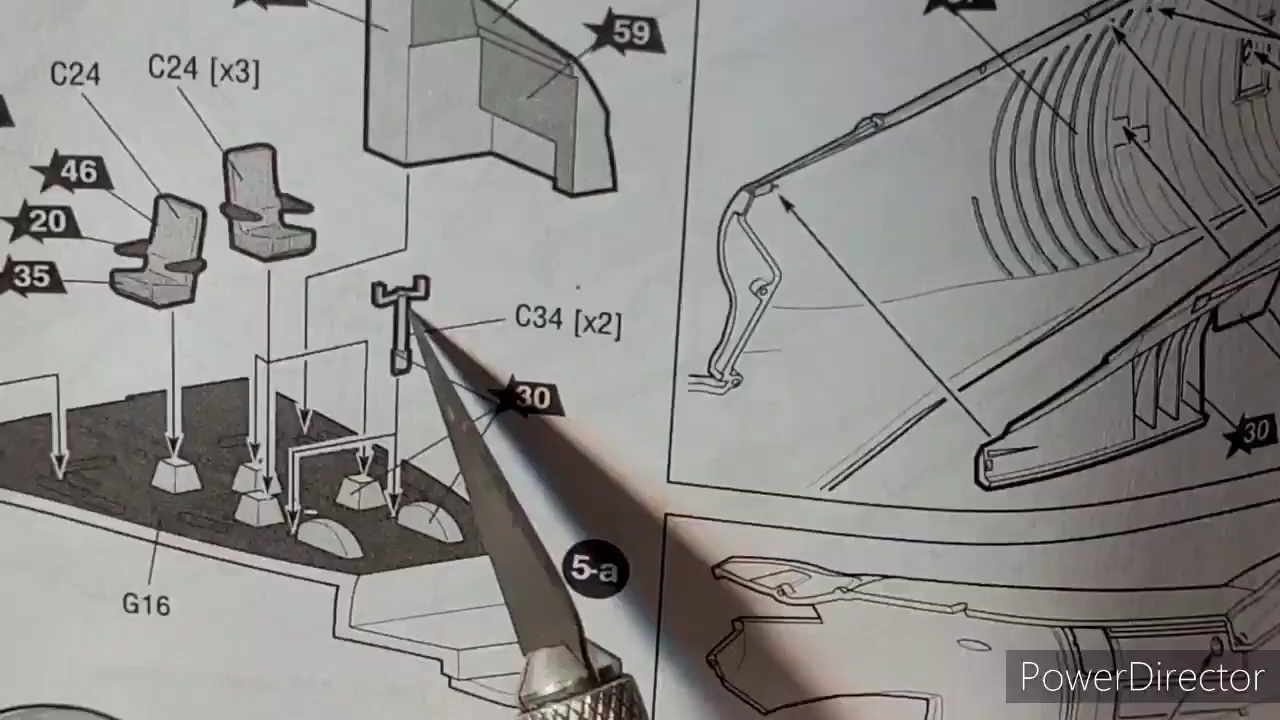 59
C24
C24 [x3]
46
20
35
C34 [x2]
30
30
5-a
G16
PowerDirector